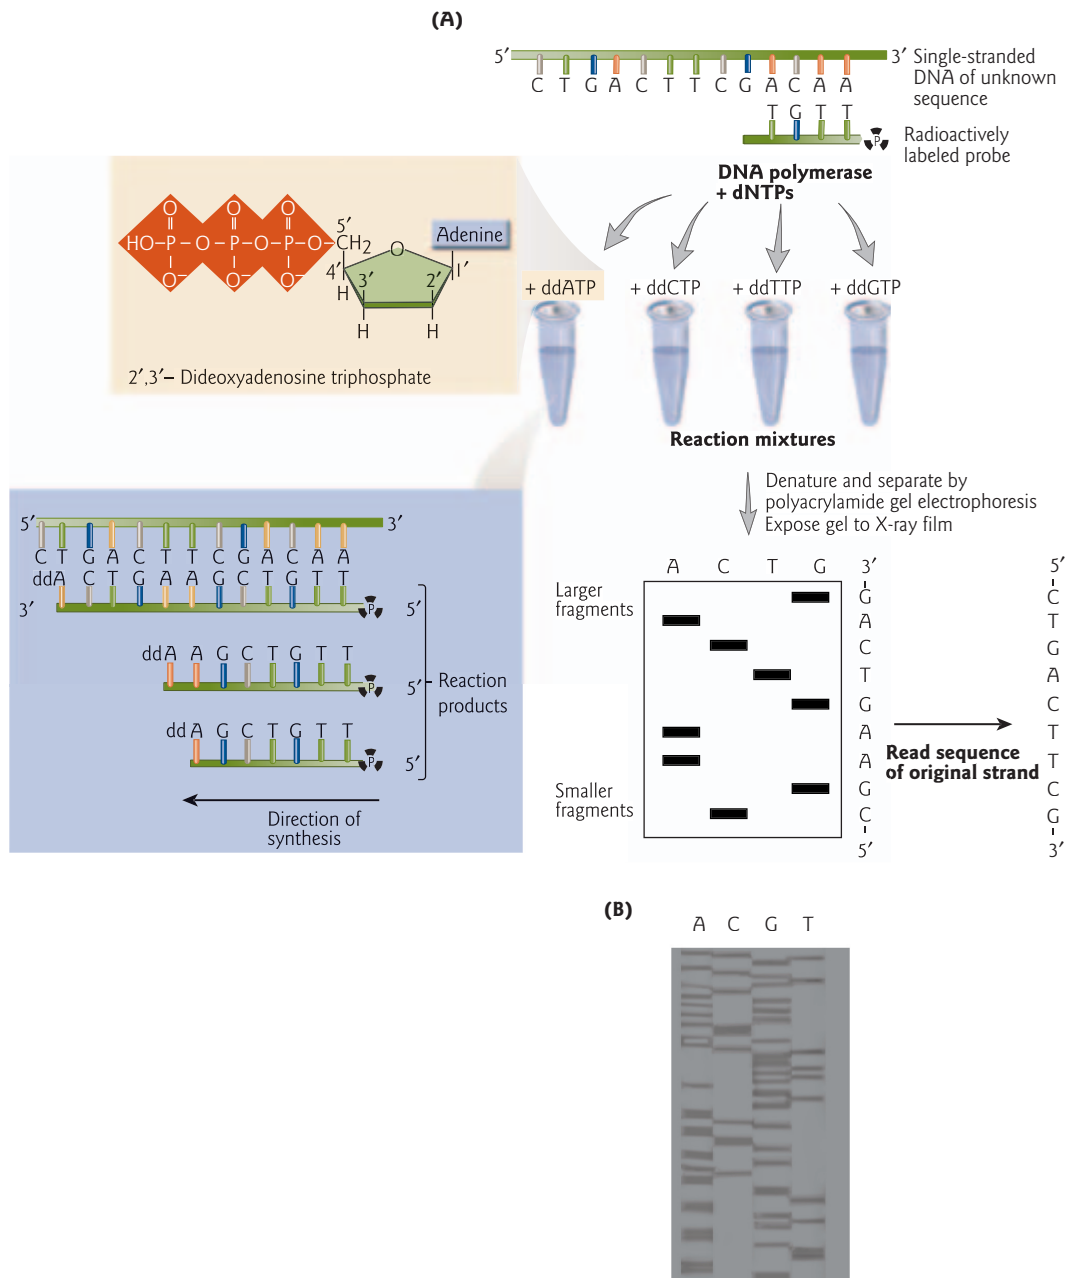 (A)
5′ 3′ Single-stranded
DNA of unknown
sequence
C T G A C T T C G A C A A
T G T T
P Radioactively
labeled probe
DNA polymerase
+ dNTPs
O O O
HO–P–O–P–O–P–O–CH2
O– O– O–
5′
O
Adenine
4′ 3′ 2′ 1′
H H H
2′,3′– Dideoxyadenosine triphosphate
+ ddATP + ddCTP + ddTTP + ddGTP
Reaction mixtures
Denature and separate by
polyacrylamide gel electrophoresis
Expose gel to X-ray film
5′ 3′
C T G A C T T C G A C A A
ddA C T G A A G C T G T T
3′ P 5′
ddA A G C T G T T
P 5′
dd A G C T G T T
P 5′
Reaction
products
Direction of
synthesis
A C T G
Larger
fragments
Smaller
fragments
3′
G
A
C
T
G
A
A
G
C
5′
Read sequence
of original strand
5′
C
T
G
A
C
T
T
C
G
3′
(B)
A C G T